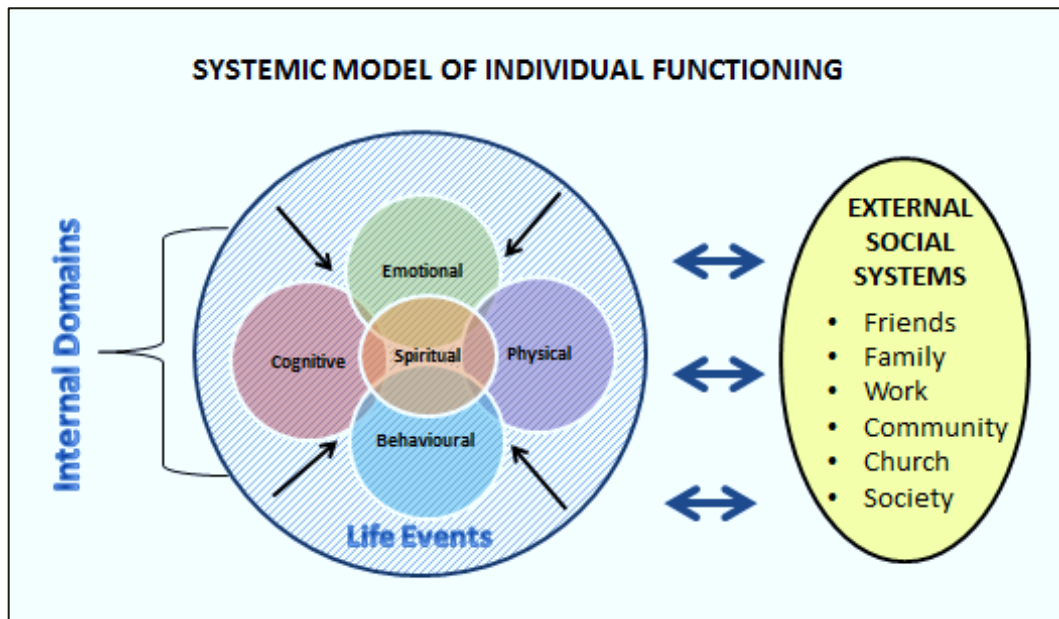 SYSTEMIC MODEL OF INDIVIDUAL FUNCTIONING
Internal Domains
Emotional
Cognitive
Spiritual
Physical
Behavioural
Life Events
EXTERNAL
SOCIAL
SYSTEMS
• Friends
• Family
• Work
• Community
• Church
• Society